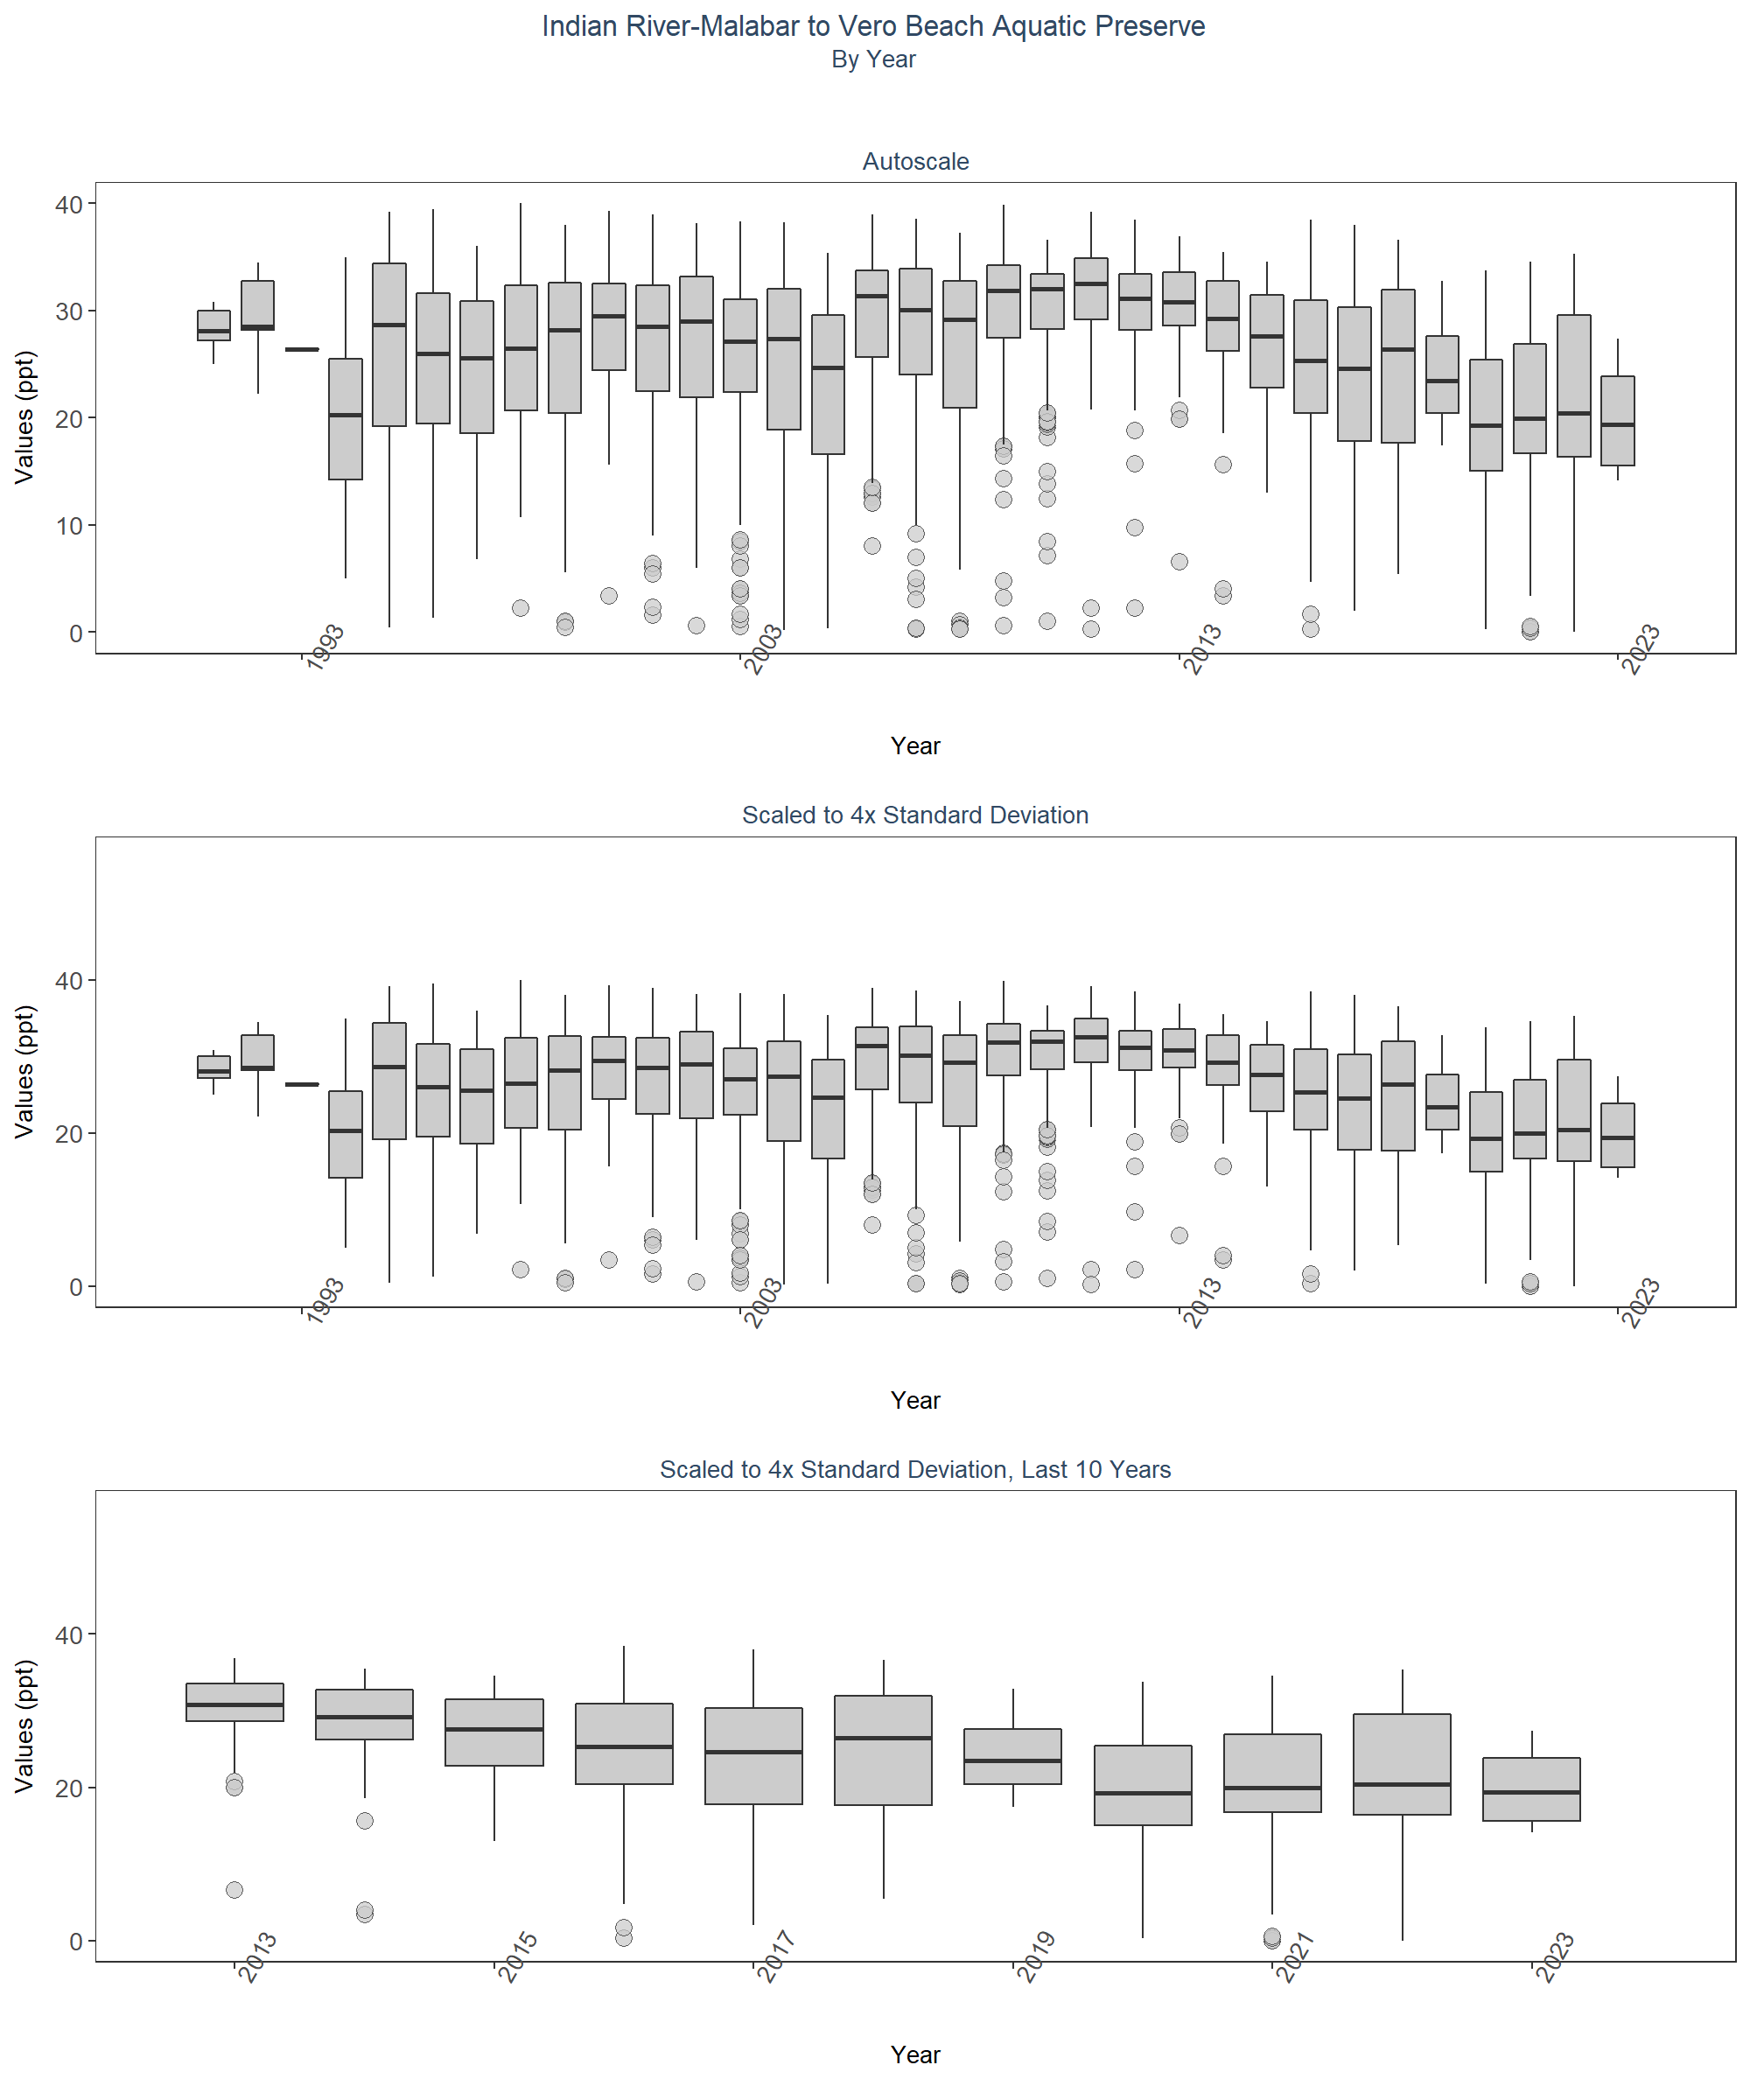 Indian River-Malabar to Vero Beach Aquatic Preserve
By Year
Autoscale
Values (ppt)
40
30
20
10
0
1993
2003
2013
2023
Year
Scaled to 4x Standard Deviation
Values (ppt)
40
20
0
1993
2003
2013
2023
Year
Scaled to 4x Standard Deviation, Last 10 Years
Values (ppt)
40
20
0
2013
2015
2017
2019
2021
2023
Year